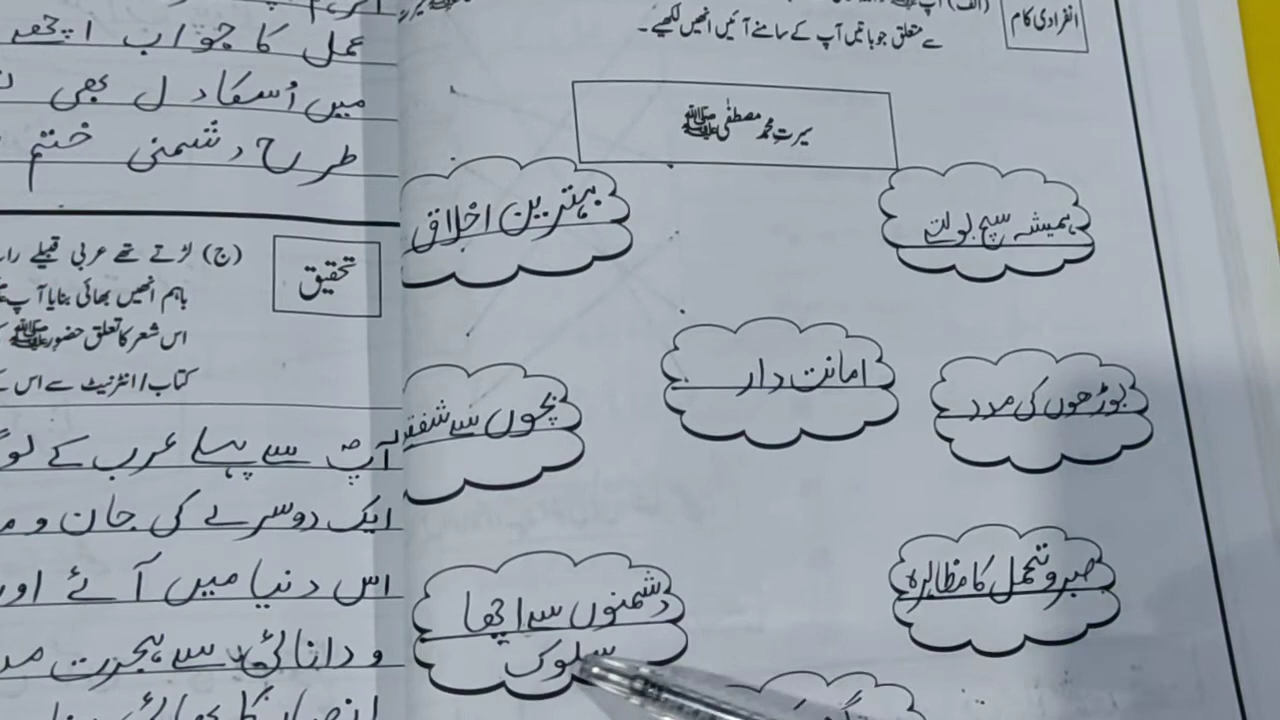 انفرادی کام
(الف) آپ ﷺ
سے متعلق جو باتیں آپ کے سامنے آئیں انھیں لکھیے۔
سیرتِ محمد مصطفٰی ﷺ
ہمیشہ سچ بولتے
بہترین اخلاق
امانت دار
بوڑھوں کی مدد
بچوں سے شفقت
صبر و تحمل کا مظاہرہ
دشمنوں سے اچھا
سلوک
عمل کا جواب اچھے
میں اُسکا دل بھی
طرح دشمنی ختم
تحقیق
(ج) لڑتے تھے عربی قبیلے
باہم انھیں بھائی بنایا آپ
اس شعر کا تعلق حضور ﷺ
کتاب/انٹرنیٹ سے اس
آپؐ سے پہلے عرب کے
ایک دوسرے کی جان و
اس دنیا میں آئے اور
و دانائی سے ہجرت